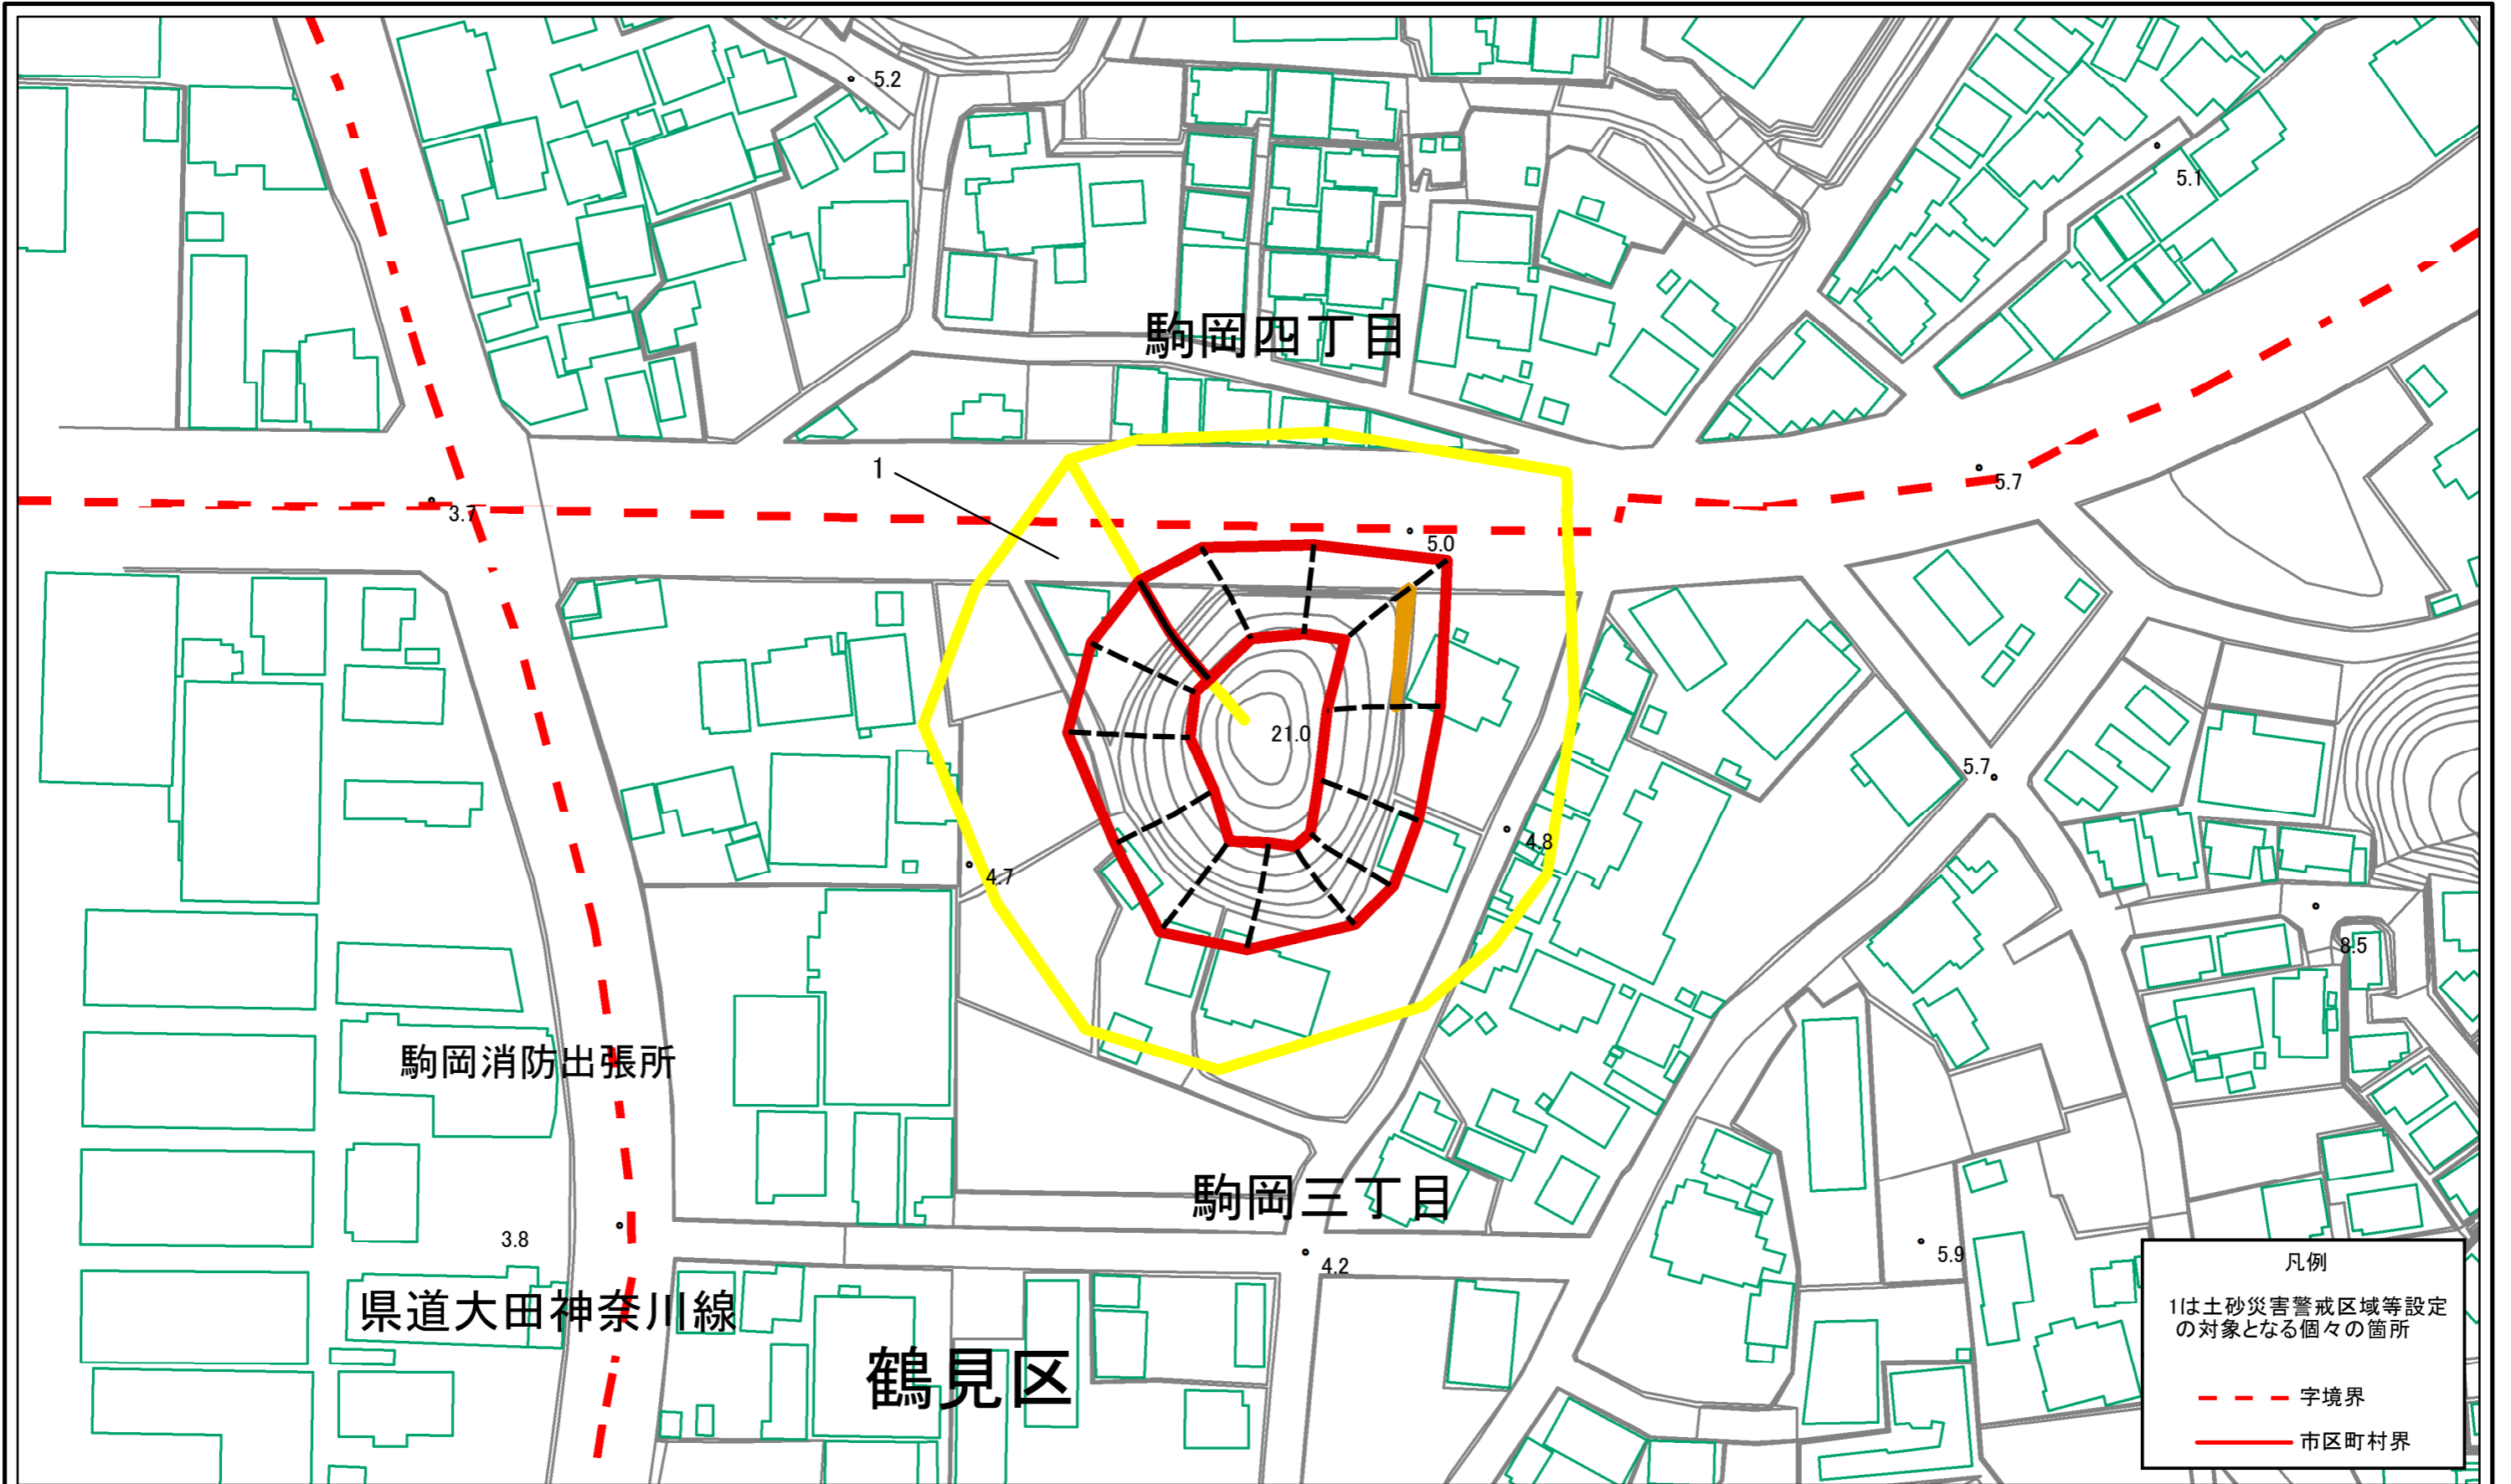 5.2
5.1
駒岡四丁目
1
3.7
5.7
5.0
21.0
5.7
4.8
4.7
8.5
駒岡消防出張所
駒岡三丁目
3.8
4.2
5.9
県道大田神奈川線
鶴見区
凡例
1は土砂災害警戒区域等設定
の対象となる個々の箇所
字境界
市区町村界